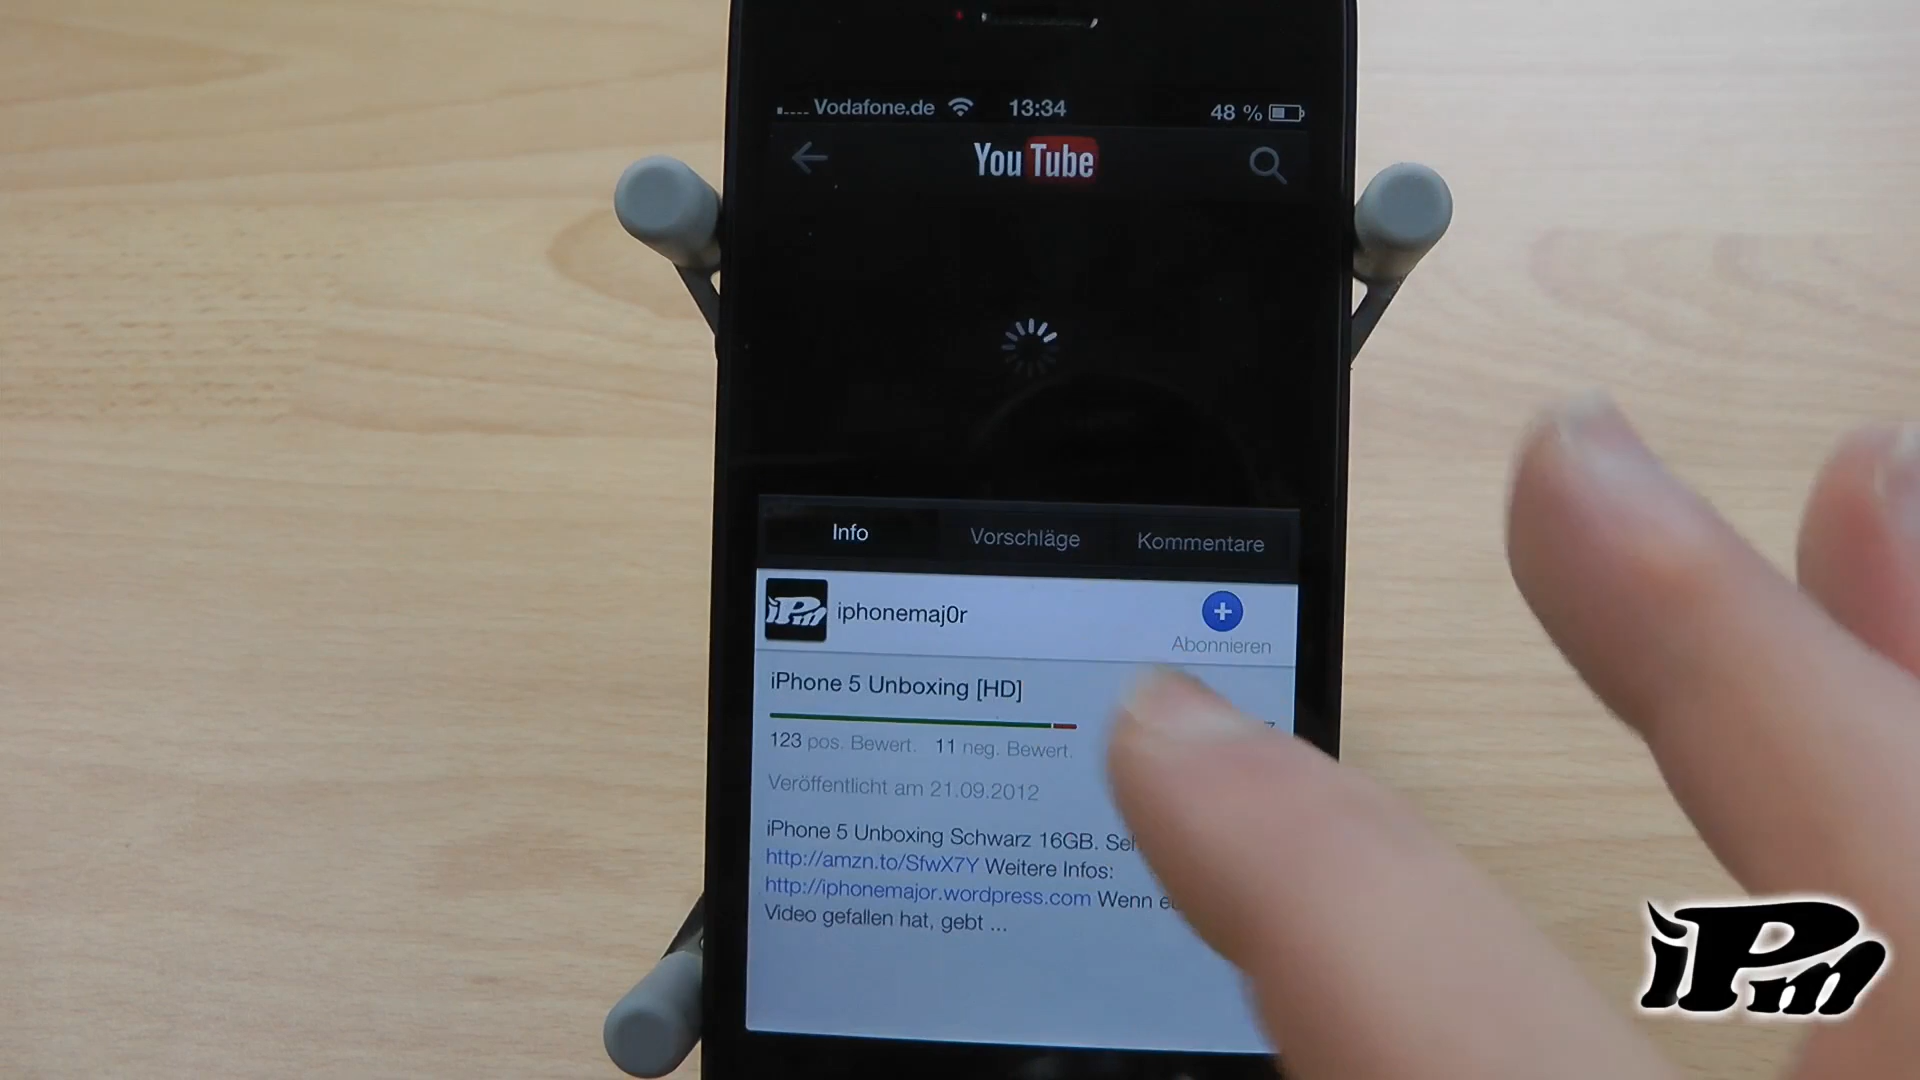 Vodafone.de 13:34 48 %
YouTube
Info Vorschläge Kommentare
iPm iphonemaj0r
Abonnieren
iPhone 5 Unboxing [HD]
123 pos. Bewert. 11 neg. Bewert.
Veröffentlicht am 21.09.2012
iPhone 5 Unboxing Schwarz 16GB.
http://amzn.to/SfwX7Y Weitere Infos:
http://iphonemajor.wordpress.com Wenn
Video gefallen hat, gebt ...
iPm